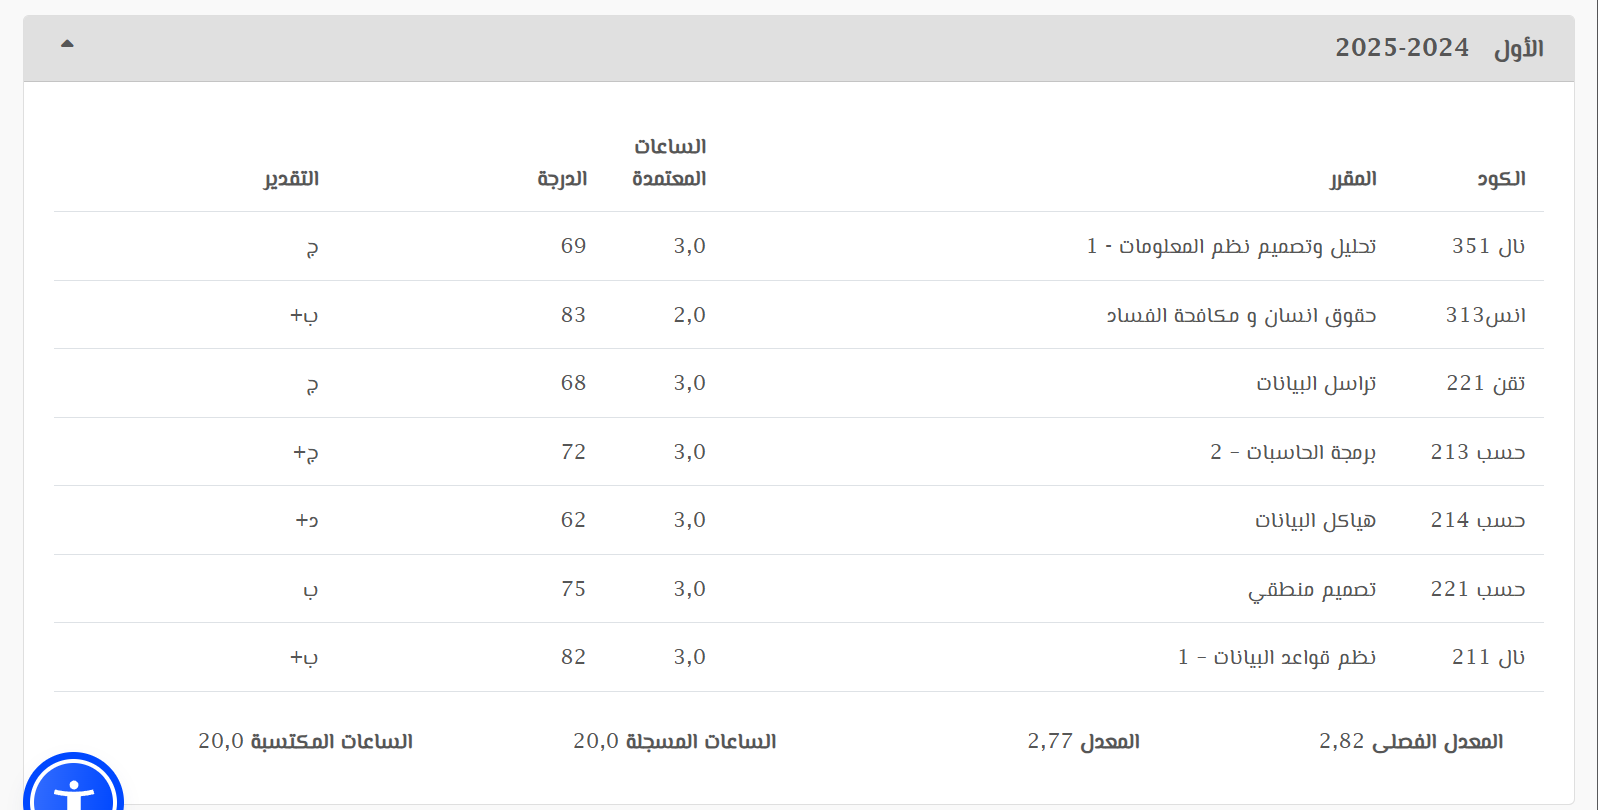 الأول 2024-2025
الكود المقرر الساعات المعتمدة الدرجة التقدير
نال 351 تحليل وتصميم نظم المعلومات - 1 3,0 69 ج
انس313 حقوق انسان و مكافحة الفساد 2,0 83 ب+
تقن 221 تراسل البيانات 3,0 68 ج
حسب 213 برمجة الحاسبات – 2 3,0 72 ج+
حسب 214 هياكل البيانات 3,0 62 د+
حسب 221 تصميم منطقي 3,0 75 ب
نال 211 نظم قواعد البيانات – 1 3,0 82 ب+
المعدل الفصلى 2,82 المعدل 2,77 الساعات المسجلة 20,0 الساعات المكتسبة 20,0